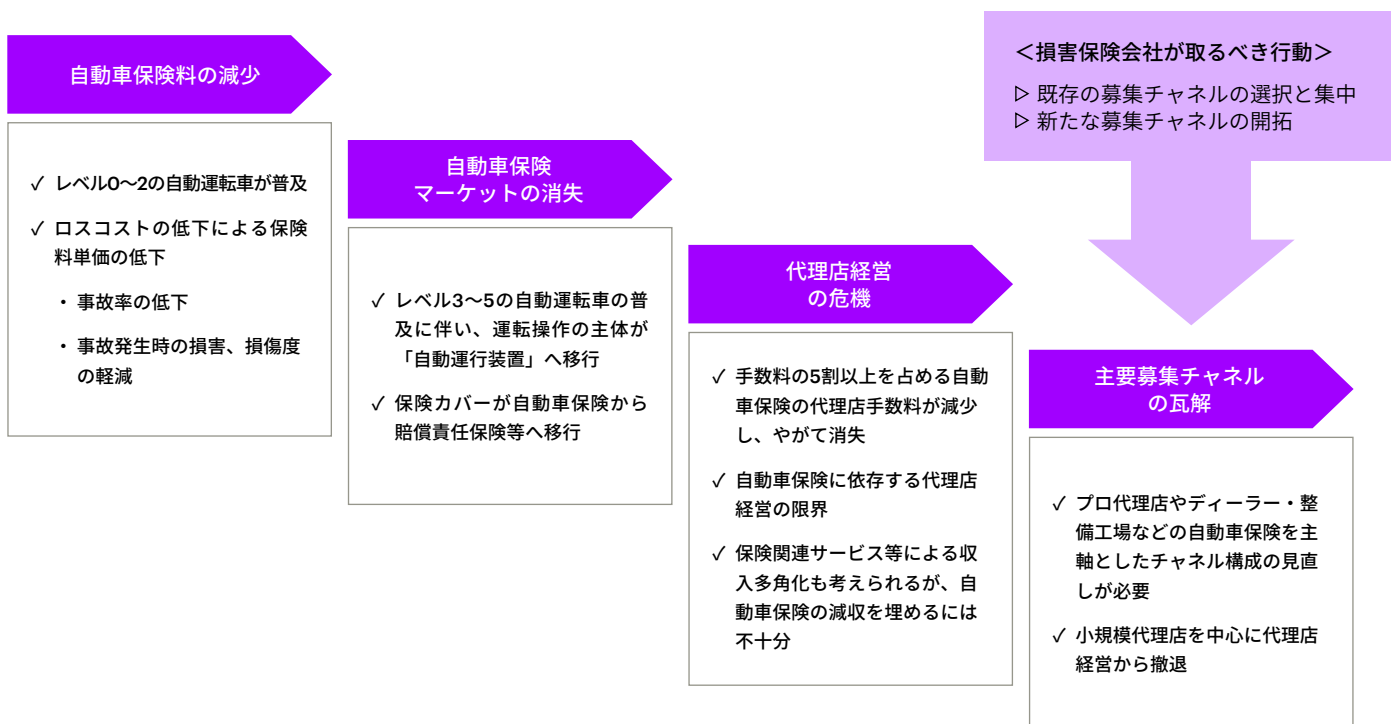 自動車保険料の減少
✓ レベル0〜2の自動運転車が普及
✓ ロスコストの低下による保険
料単価の低下
・ 事故率の低下
・ 事故発生時の損害、損傷度
の軽減
自動車保険
マーケットの消失
✓ レベル3〜5の自動運転車の普
及に伴い、運転操作の主体が
「自動運行装置」へ移行
✓ 保険カバーが自動車保険から
賠償責任保険等へ移行
代理店経営
の危機
✓ 手数料の5割以上を占める自動
車保険の代理店手数料が減少
し、やがて消失
✓ 自動車保険に依存する代理店
経営の限界
✓ 保険関連サービス等による収
入多角化も考えられるが、自
動車保険の減収を埋めるには
不十分
＜損害保険会社が取るべき行動＞
▷ 既存の募集チャネルの選択と集中
▷ 新たな募集チャネルの開拓
主要募集チャネル
の瓦解
✓ プロ代理店やディーラー・整
備工場などの自動車保険を主
軸としたチャネル構成の見直
しが必要
✓ 小規模代理店を中心に代理店
経営から撤退